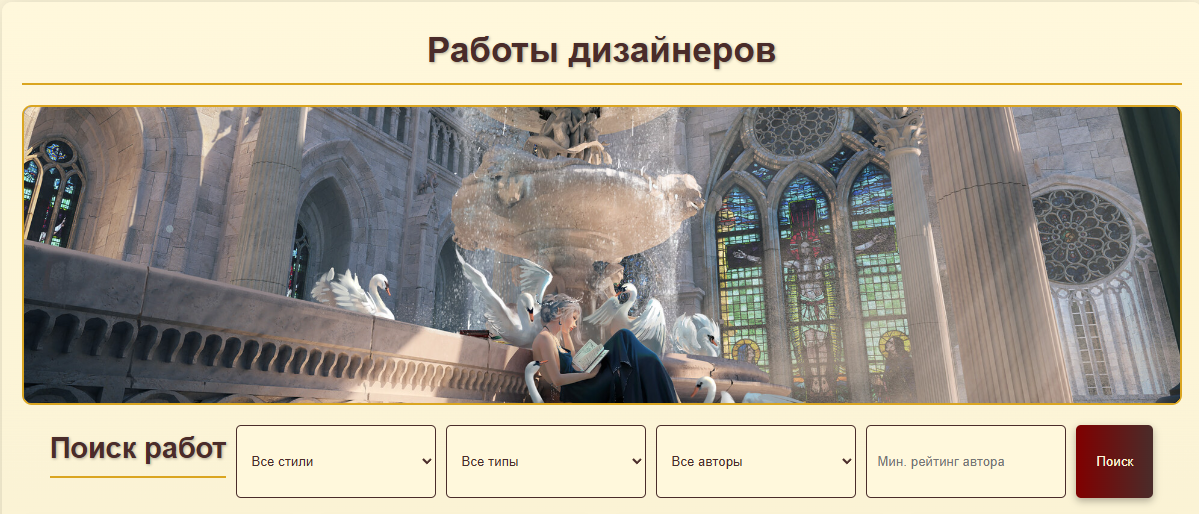 Работы дизайнеров
Поиск работ
Все стили
Все типы
Все авторы
Мин. рейтинг автора
Поиск